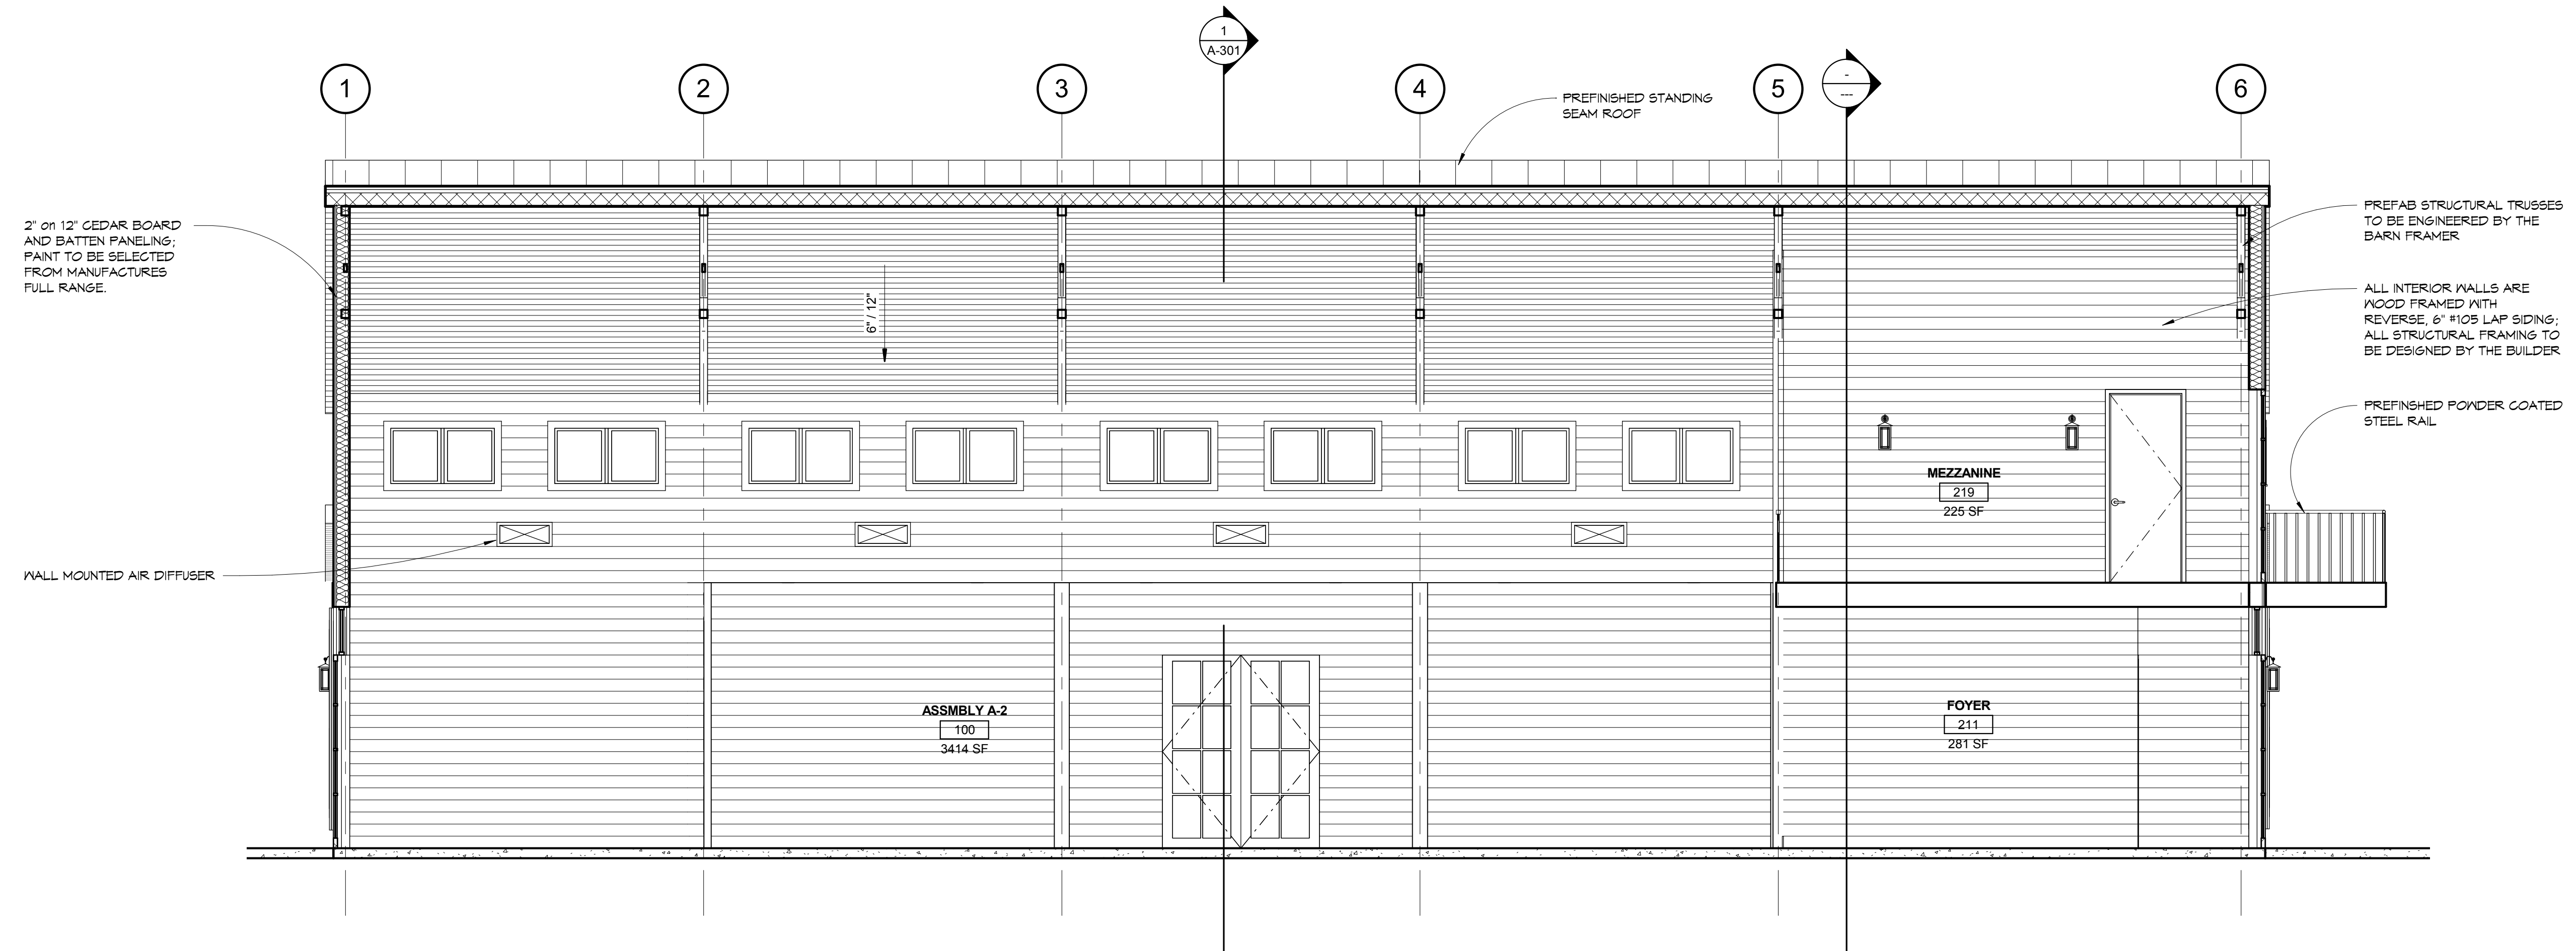 1
A-301
1
2
3
4
5
6
-
---
PREFINISHED STANDING
SEAM ROOF
2" on 12" CEDAR BOARD
AND BATTEN PANELING;
PAINT TO BE SELECTED
FROM MANUFACTURES
FULL RANGE.
PREFAB STRUCTURAL TRUSSES
TO BE ENGINEERED BY THE
BARN FRAMER
6" / 12"
ALL INTERIOR WALLS ARE
WOOD FRAMED WITH
REVERSE, 6" #105 LAP SIDING;
ALL STRUCTURAL FRAMING TO
BE DESIGNED BY THE BUILDER
PREFINSHED POWDER COATED
STEEL RAIL
MEZZANINE
219
225 SF
WALL MOUNTED AIR DIFFUSER
ASSMBLY A-2
100
3414 SF
FOYER
211
281 SF